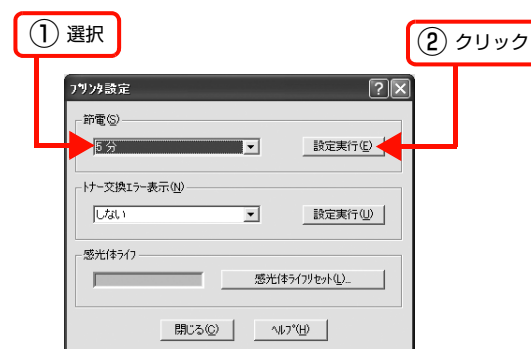 ① 選択
② クリック
プリンタ設定
節電(S)
5 分
設定実行(E)
トナー交換エラー表示(N)
しない
設定実行(U)
感光体ライフ
感光体ライフリセット(L)...
閉じる(C)
ヘルプ(H)